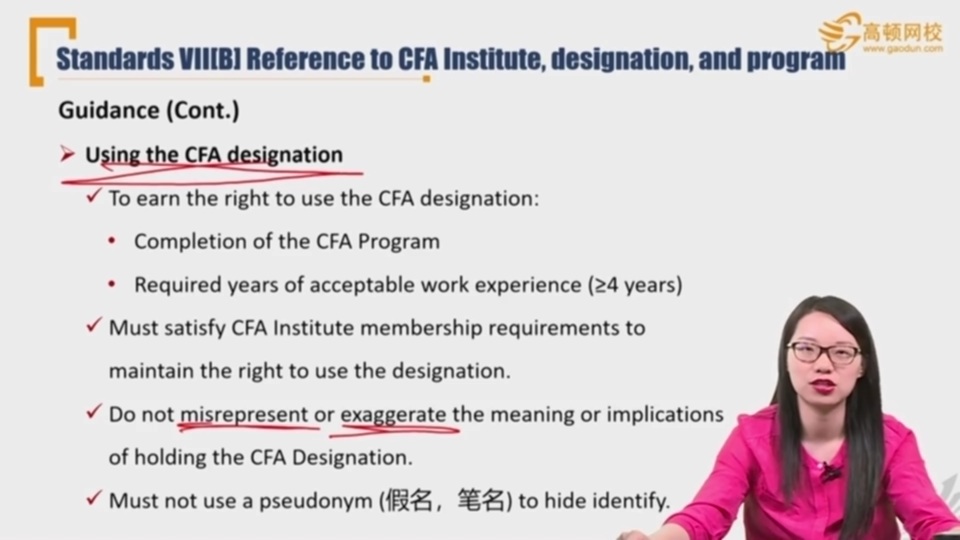 高顿网校
www.gaodun.com
Standards VII[B] Reference to CFA Institute, designation, and program
Guidance (Cont.)
Using the CFA designation
To earn the right to use the CFA designation:
Completion of the CFA Program
Required years of acceptable work experience (≥4 years)
Must satisfy CFA Institute membership requirements to
maintain the right to use the designation.
Do not misrepresent or exaggerate the meaning or implications
of holding the CFA Designation.
Must not use a pseudonym (假名，笔名) to hide identify.